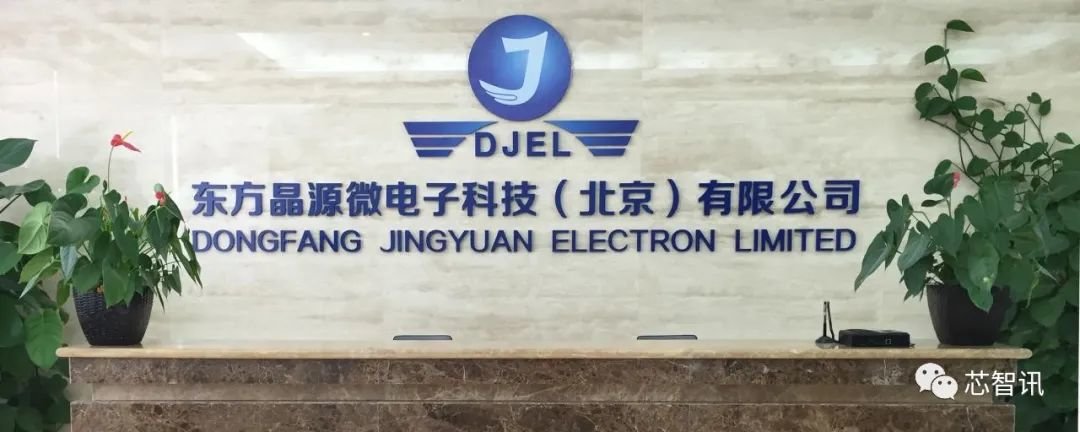 J
DJEL
东方晶源微电子科技（北京）有限公司
DONGFANG JINGYUAN ELECTRON LIMITED
芯智讯